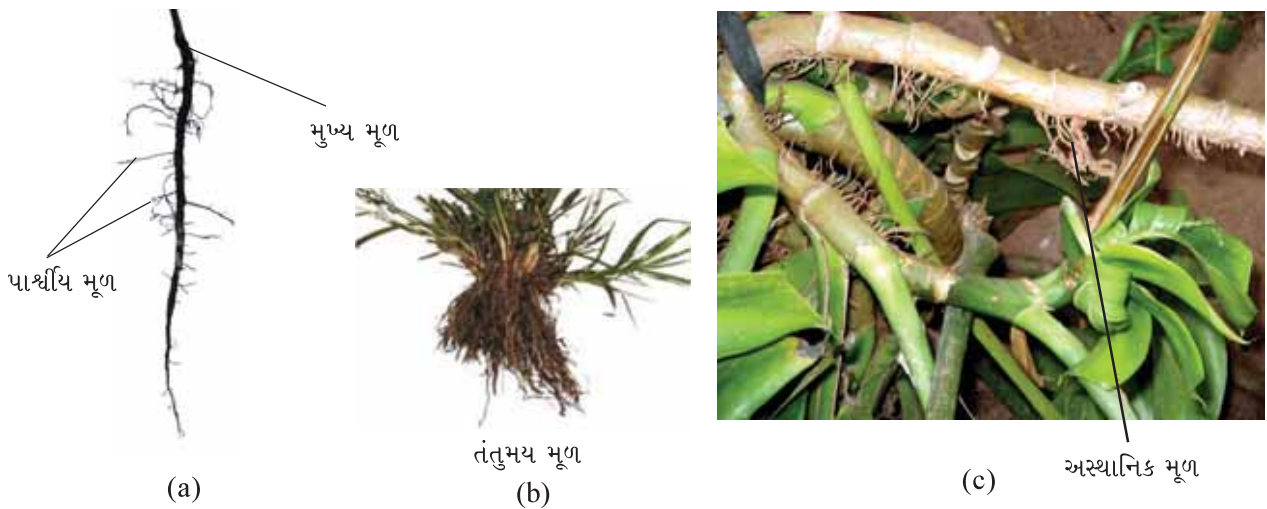 મુખ્ય મૂળ
પાર્શ્વીય મૂળ
(a)
તંતુમય મૂળ
(b)
અસ્થાનિક મૂળ
(c)